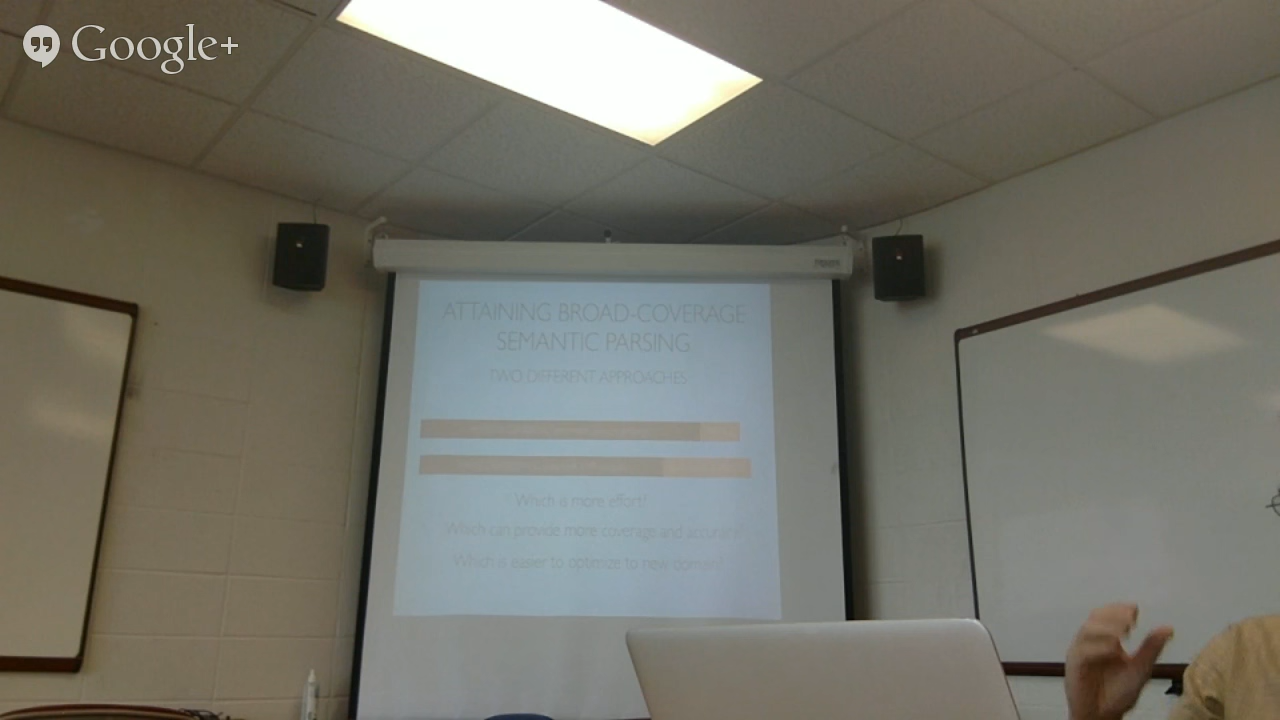 Google+
ATTAINING BROAD-COVERAGE
SEMANTIC PARSING
TWO DIFFERENT APPROACHES
Which is more effort?
Which can provide more coverage and accurate
Which is easier to optimize to new domain?